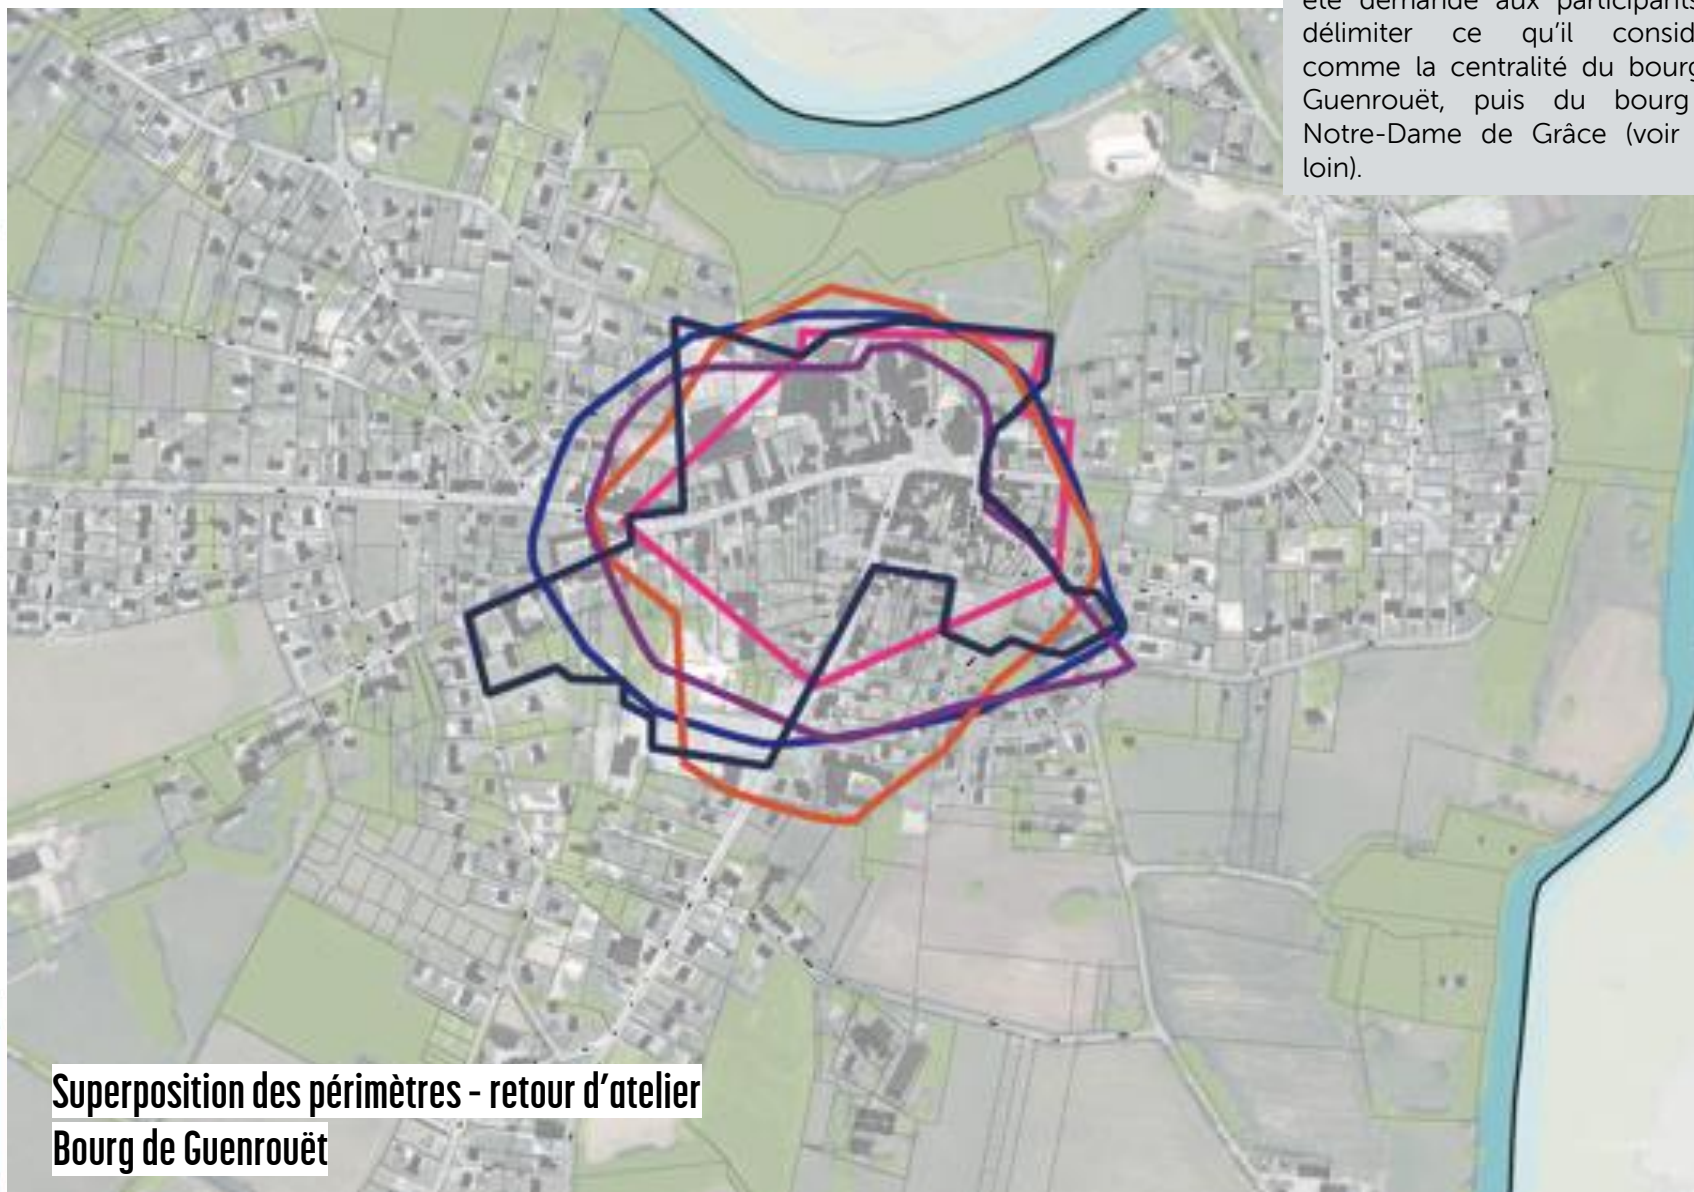 été demandé aux participants
délimiter ce qu'il consid
comme la centralité du bourg
Guenrouët, puis du bourg
Notre-Dame de Grâce (voir
loin).
Superposition des périmètres - retour d'atelier
Bourg de Guenrouët